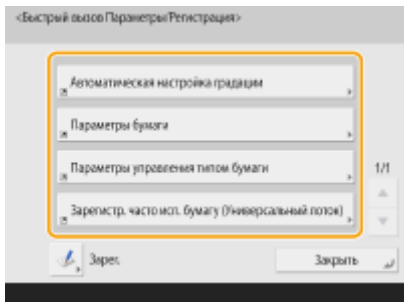 <Быстрый вызов Параметры/Регистрация>
Автоматическая настройка градации
Параметры бумаги
Параметры управления типом бумаги
Зарегистр. часто исп. бумагу (Универсальный лоток)
1/1
Зарег.
Закрыть